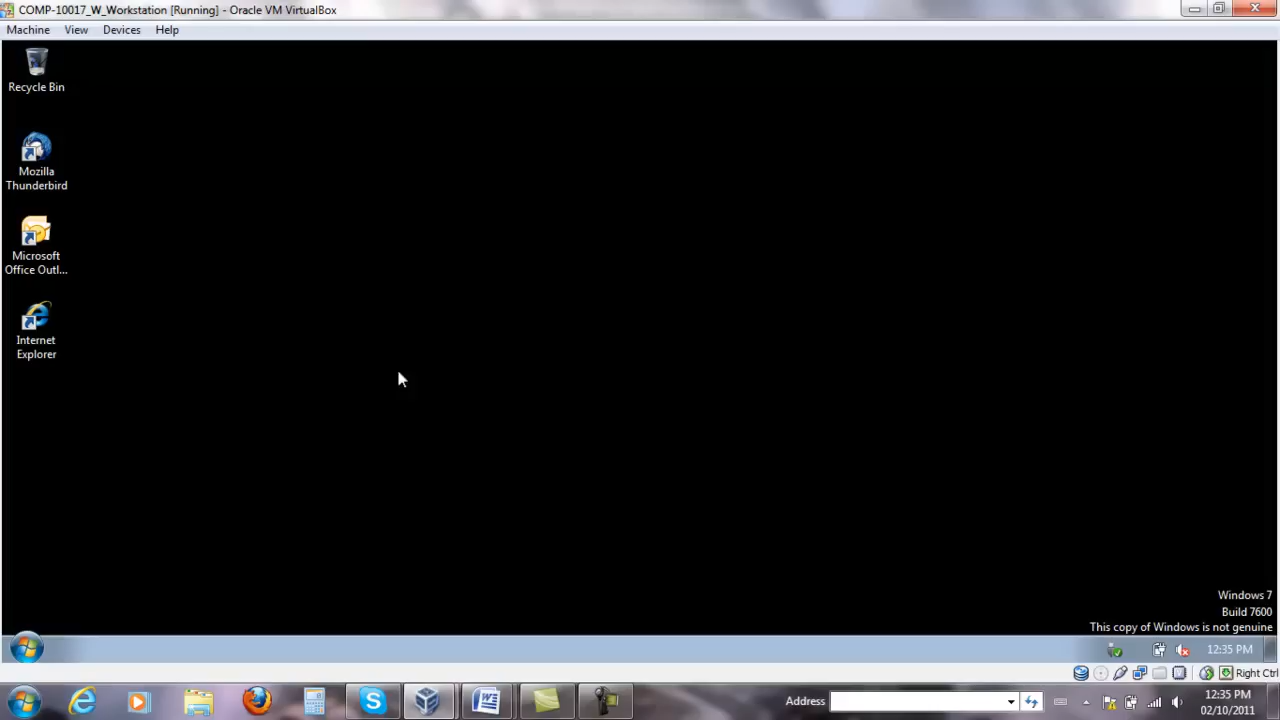 COMP-10017_W_Workstation [Running] - Oracle VM VirtualBox
Machine View Devices Help
Recycle Bin
Mozilla
Thunderbird
Microsoft
Office Outl...
Internet
Explorer
Windows 7
Build 7600
This copy of Windows is not genuine
12:35 PM
Right Ctrl
Address
12:35 PM
02/10/2011